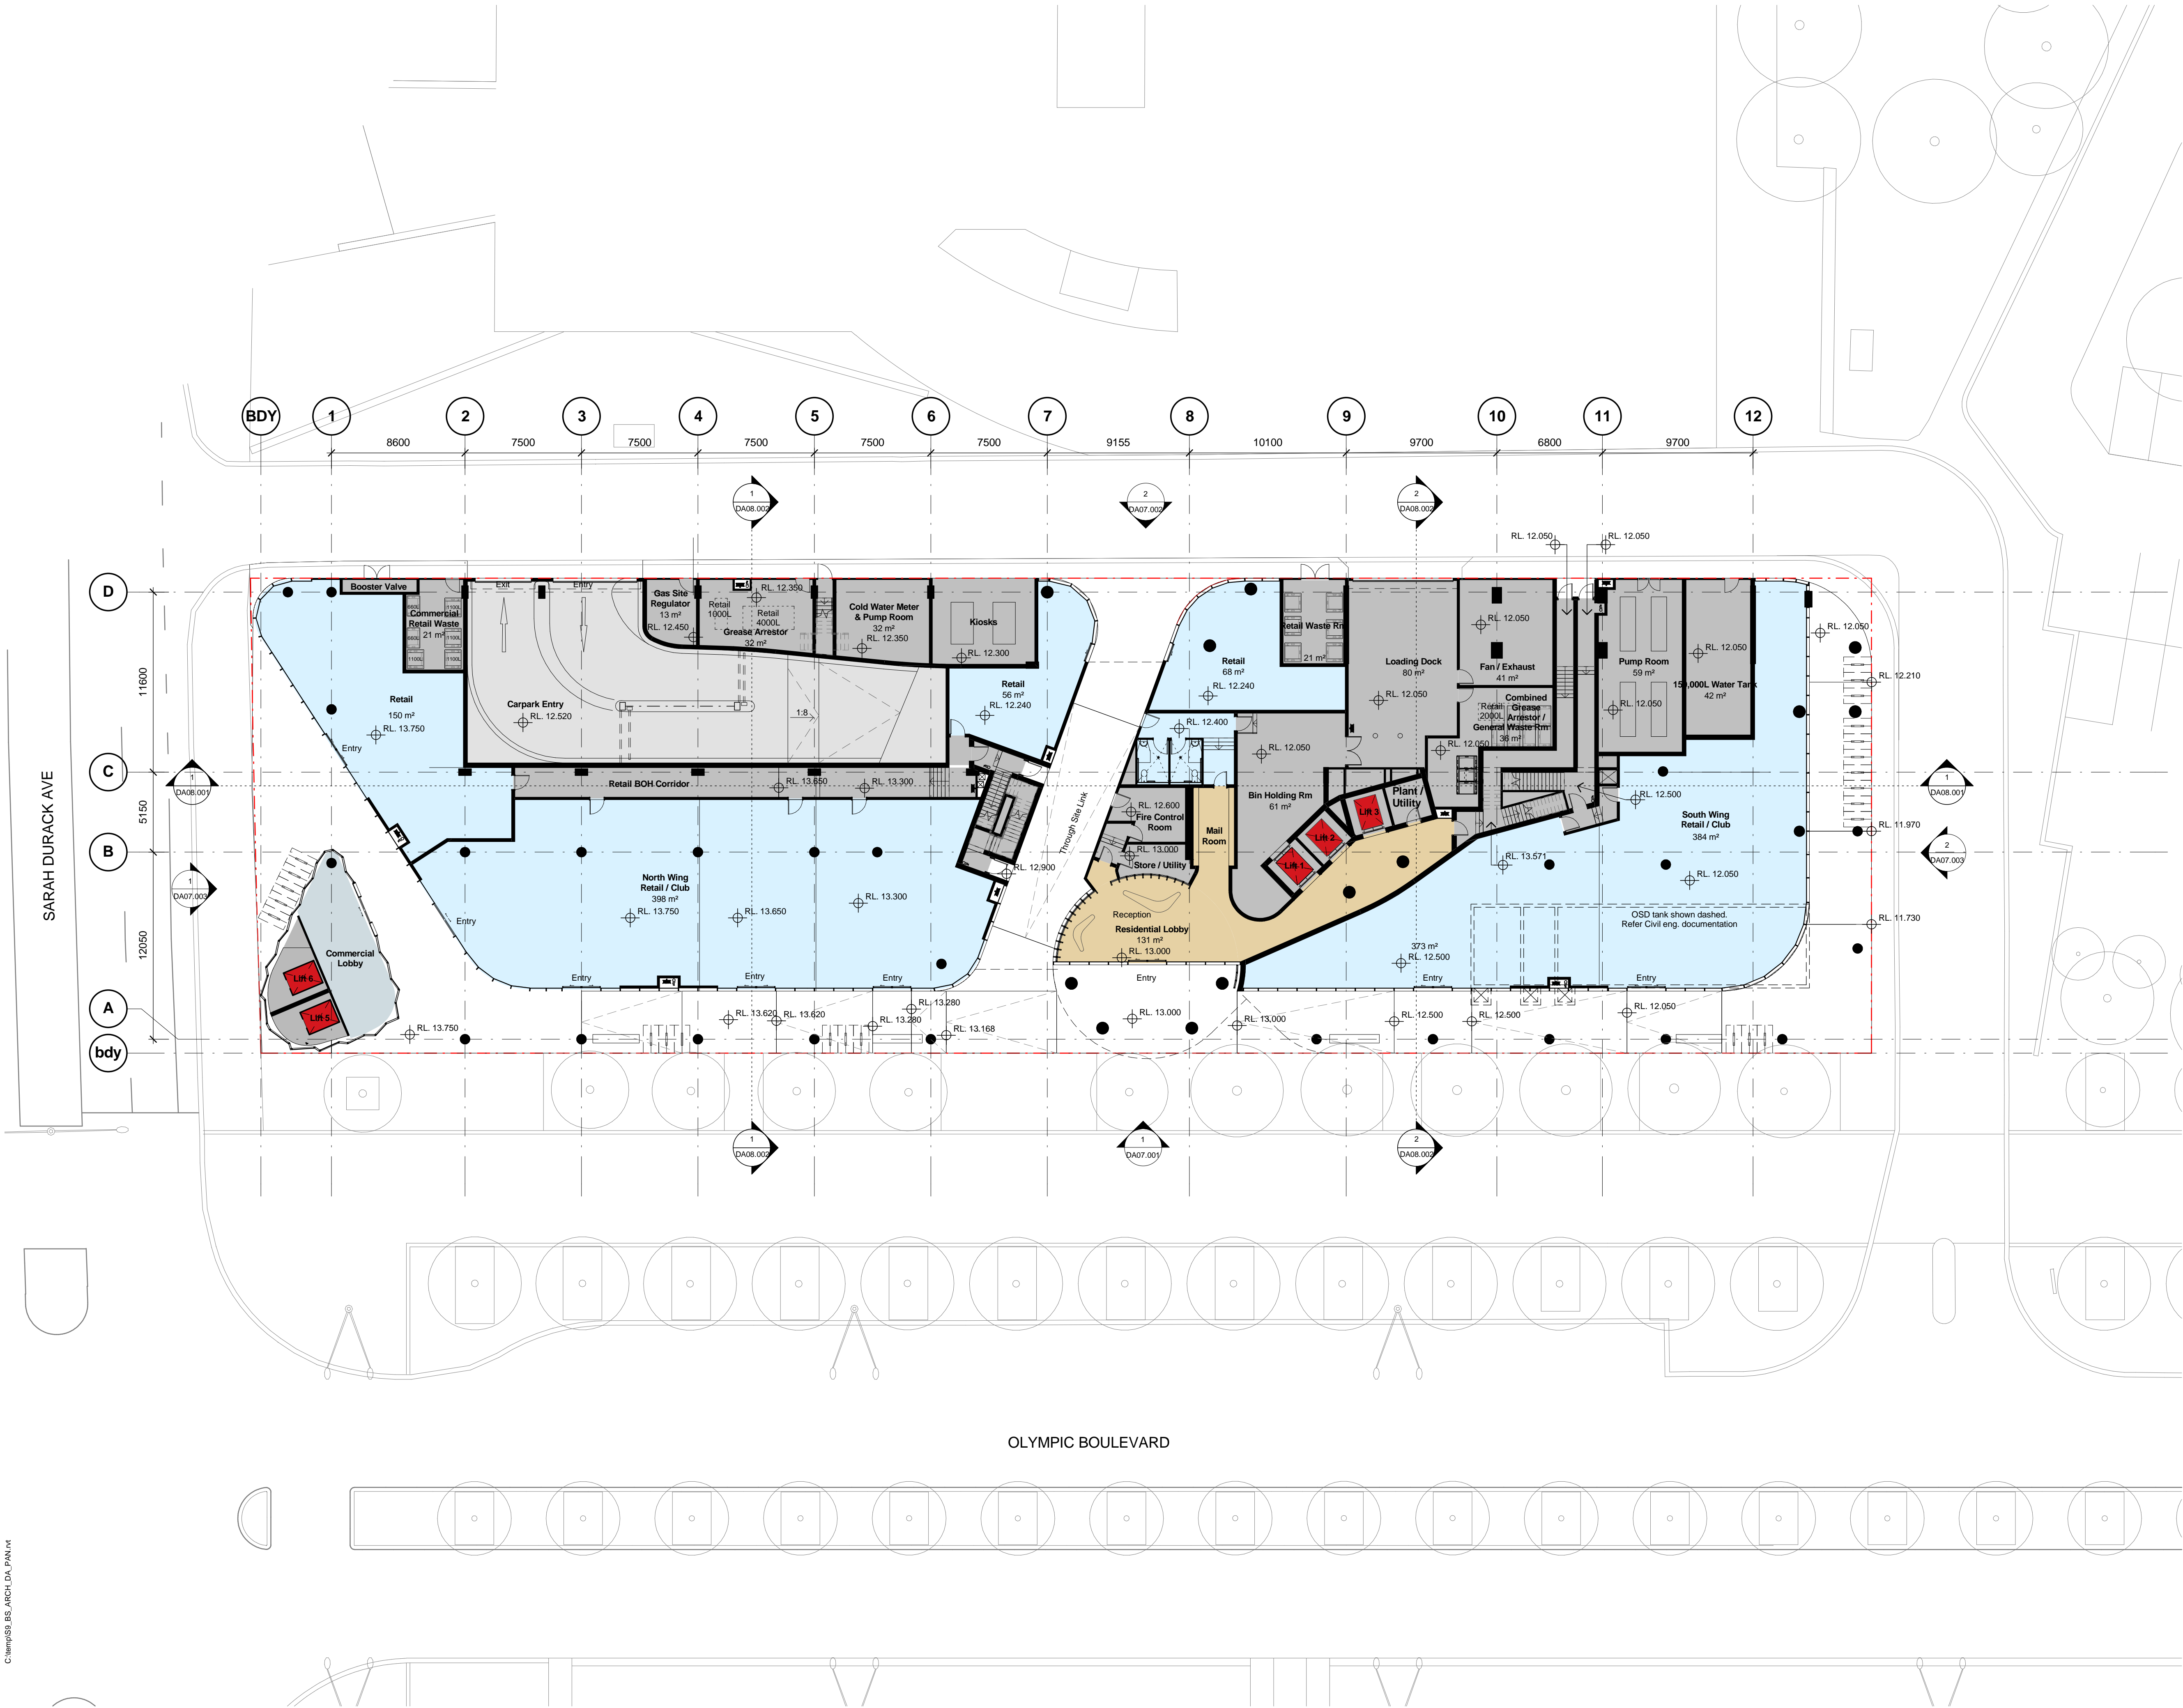 BDY
1
2
3
4
5
6
7
8
9
10
11
12
8600
7500
7500
7500
7500
7500
9155
10100
9700
6800
9700
1
DA08.002
2
DA07.002
2
DA08.002
RL. 12.050
RL. 12.050
D
C
B
A
bdy
11600
5150
12050
SARAH DURACK AVE
1
DA08.001
1
DA07.003
1
DA08.001
2
DA07.003
Booster Valve
Exit
Entry
660L
1100L
660L
1100L
1100L
1100L
Commercial
Retail Waste
21 m²
Gas Site
Regulator
13 m²
RL. 12.450
Retail
1000L
RL. 12.350
Retail
4000L
Grease Arrestor
32 m²
Cold Water Meter
& Pump Room
32 m²
RL. 12.350
Kiosks
RL. 12.300
Retail
56 m²
RL. 12.240
Retail
150 m²
RL. 13.750
Entry
Carpark Entry
RL. 12.520
1:8
Retail BOH Corridor
RL. 13.650
RL. 13.300
North Wing
Retail / Club
398 m²
RL. 13.750
RL. 13.650
RL. 13.300
Entry
Entry
Entry
Entry
Commercial
Lobby
Lift 6
Lift 5
RL. 13.750
RL. 13.620
RL. 13.620
RL. 13.280
RL. 13.280
RL. 13.168
Through Site Link
RL. 12.900
Retail
68 m²
RL. 12.240
Retail Waste Rm
21 m²
Loading Dock
80 m²
RL. 12.050
RL. 12.050
Fan / Exhaust
41 m²
Combined
Grease
Arrestor /
General Waste Rm
36 m²
Retail
2000L
RL. 12.050
Pump Room
59 m²
RL. 12.050
RL. 12.050
150,000L Water Tank
42 m²
RL. 12.050
RL. 12.210
RL. 11.970
RL. 11.730
RL. 12.400
RL. 12.050
Bin Holding Rm
61 m²
RL. 12.600
Fire Control
Room
RL. 13.000
Store / Utility
Mail
Room
Lift 1
Lift 2
Lift 3
Plant /
Utility
RL. 12.500
South Wing
Retail / Club
384 m²
RL. 12.050
RL. 13.571
Reception
Residential Lobby
131 m²
RL. 13.000
Entry
RL. 13.000
RL. 13.000
OSD tank shown dashed.
Refer Civil eng. documentation
373 m²
RL. 12.500
Entry
Entry
RL. 12.500
RL. 12.500
RL. 12.050
1
DA08.002
1
DA07.001
2
DA08.002
OLYMPIC BOULEVARD
C:\temp\S9_BS_ARCH_DA_PAN.rvt